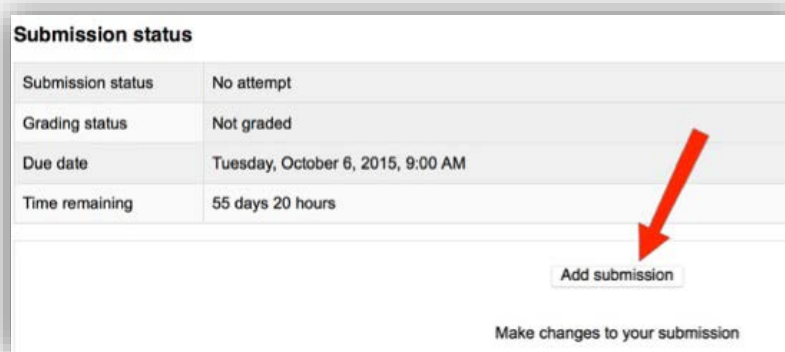 Submission status
Submission status No attempt
Grading status Not graded
Due date Tuesday, October 6, 2015, 9:00 AM
Time remaining 55 days 20 hours
Add submission
Make changes to your submission